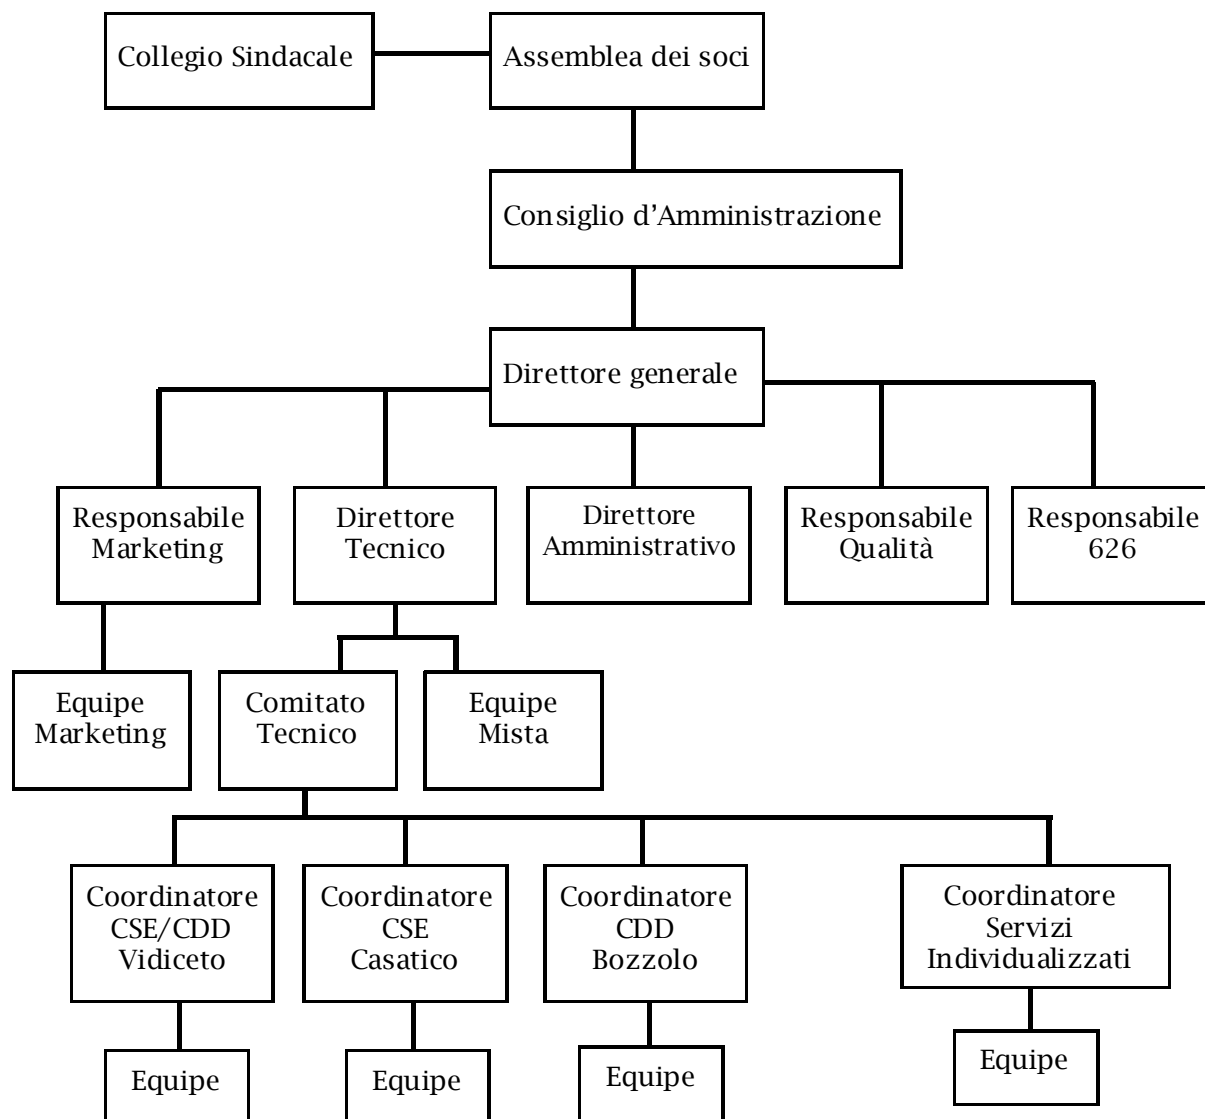 Collegio Sindacale
Assemblea dei soci
Consiglio d’Amministrazione
Direttore generale
Responsabile
Marketing
Direttore
Tecnico
Direttore
Amministrativo
Responsabile
Qualità
Responsabile
626
Equipe
Marketing
Comitato
Tecnico
Equipe
Mista
Coordinatore
CSE/CDD
Vidiceto
Coordinatore
CSE
Casatico
Coordinatore
CDD
Bozzolo
Coordinatore
Servizi
Individualizzati
Equipe
Equipe
Equipe
Equipe